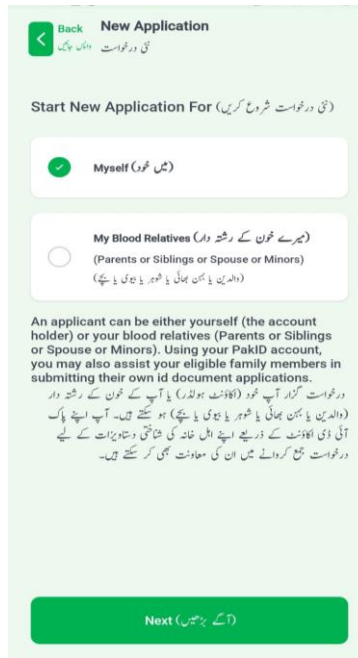 Back
واپس جائیں
New Application
نئی درخواست
Start New Application For (نئی درخواست شروع کریں)
Myself (میں خود)
My Blood Relatives (میرے خون کے رشتہ دار)
(Parents or Siblings or Spouse or Minors)
(والدین یا بہن بھائی یا شوہر یا بیوی یا بچے)
An applicant can be either yourself (the account
holder) or your blood relatives (Parents or Siblings
or Spouse or Minors). Using your PakID account,
you may also assist your eligible family members in
submitting their own id document applications.
درخواست گزار آپ خود (اکاؤنٹ ہولڈر) یا آپ کے خون کے رشتہ دار
(والدین یا بہن بھائی یا شوہر یا بیوی یا بچے) ہو سکتے ہیں۔ آپ اپنے پاک
آئی ڈی اکاؤنٹ کے ذریعے اپنے اہل خانہ کی شناختی دستاویزات کے لیے
درخواست جمع کروانے میں ان کی معاونت بھی کر سکتے ہیں۔
Next (آگے بڑھیں)